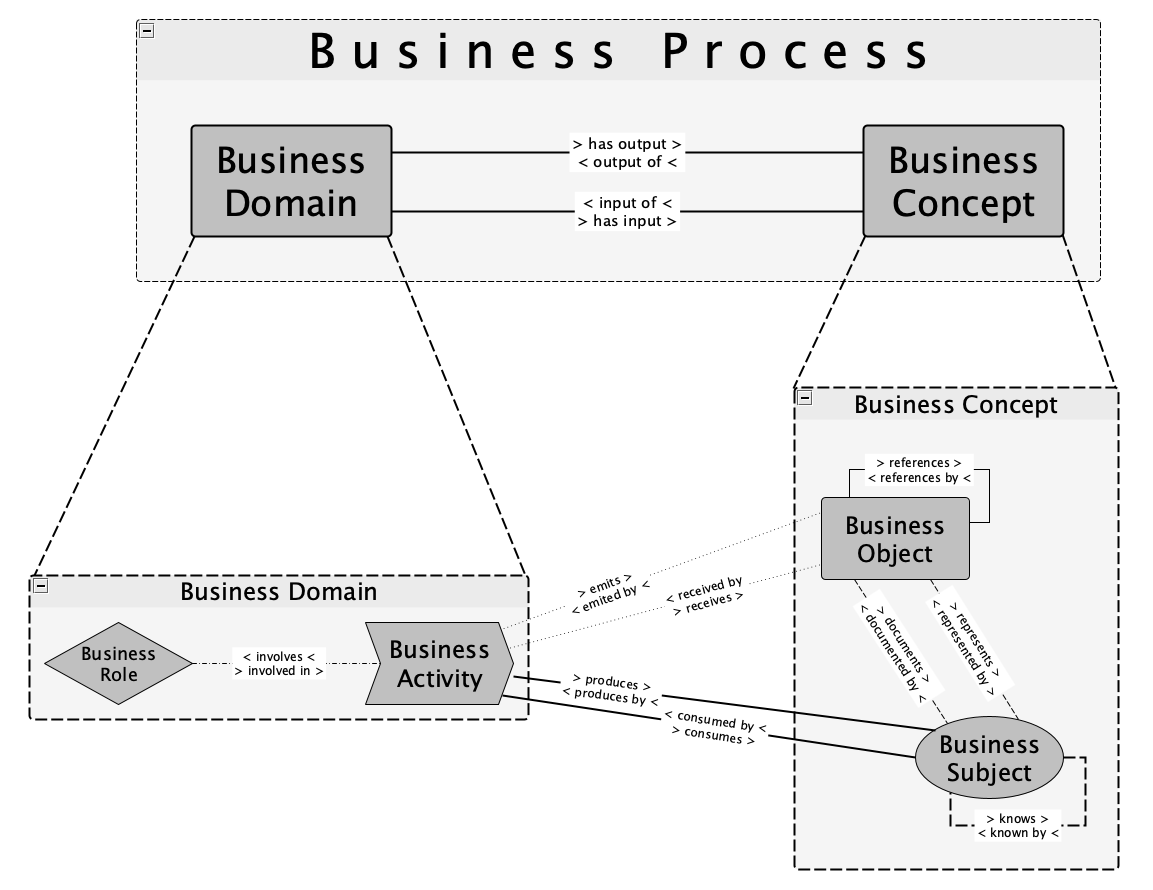 Business Process
Business
Domain
> has output >
< output of <
< input of <
> has input >
Business
Concept
Business Concept
> references >
< references by <
Business
Object
> emits >
< emited by <
< received by
> receives >
> documents >
< documented by <
> represents >
< represented by >
Business Domain
Business
Role
< involves <
> involved in >
Business
Activity
> produces >
< produces by <
< consumed by <
> consumes >
Business
Subject
> knows >
< known by <